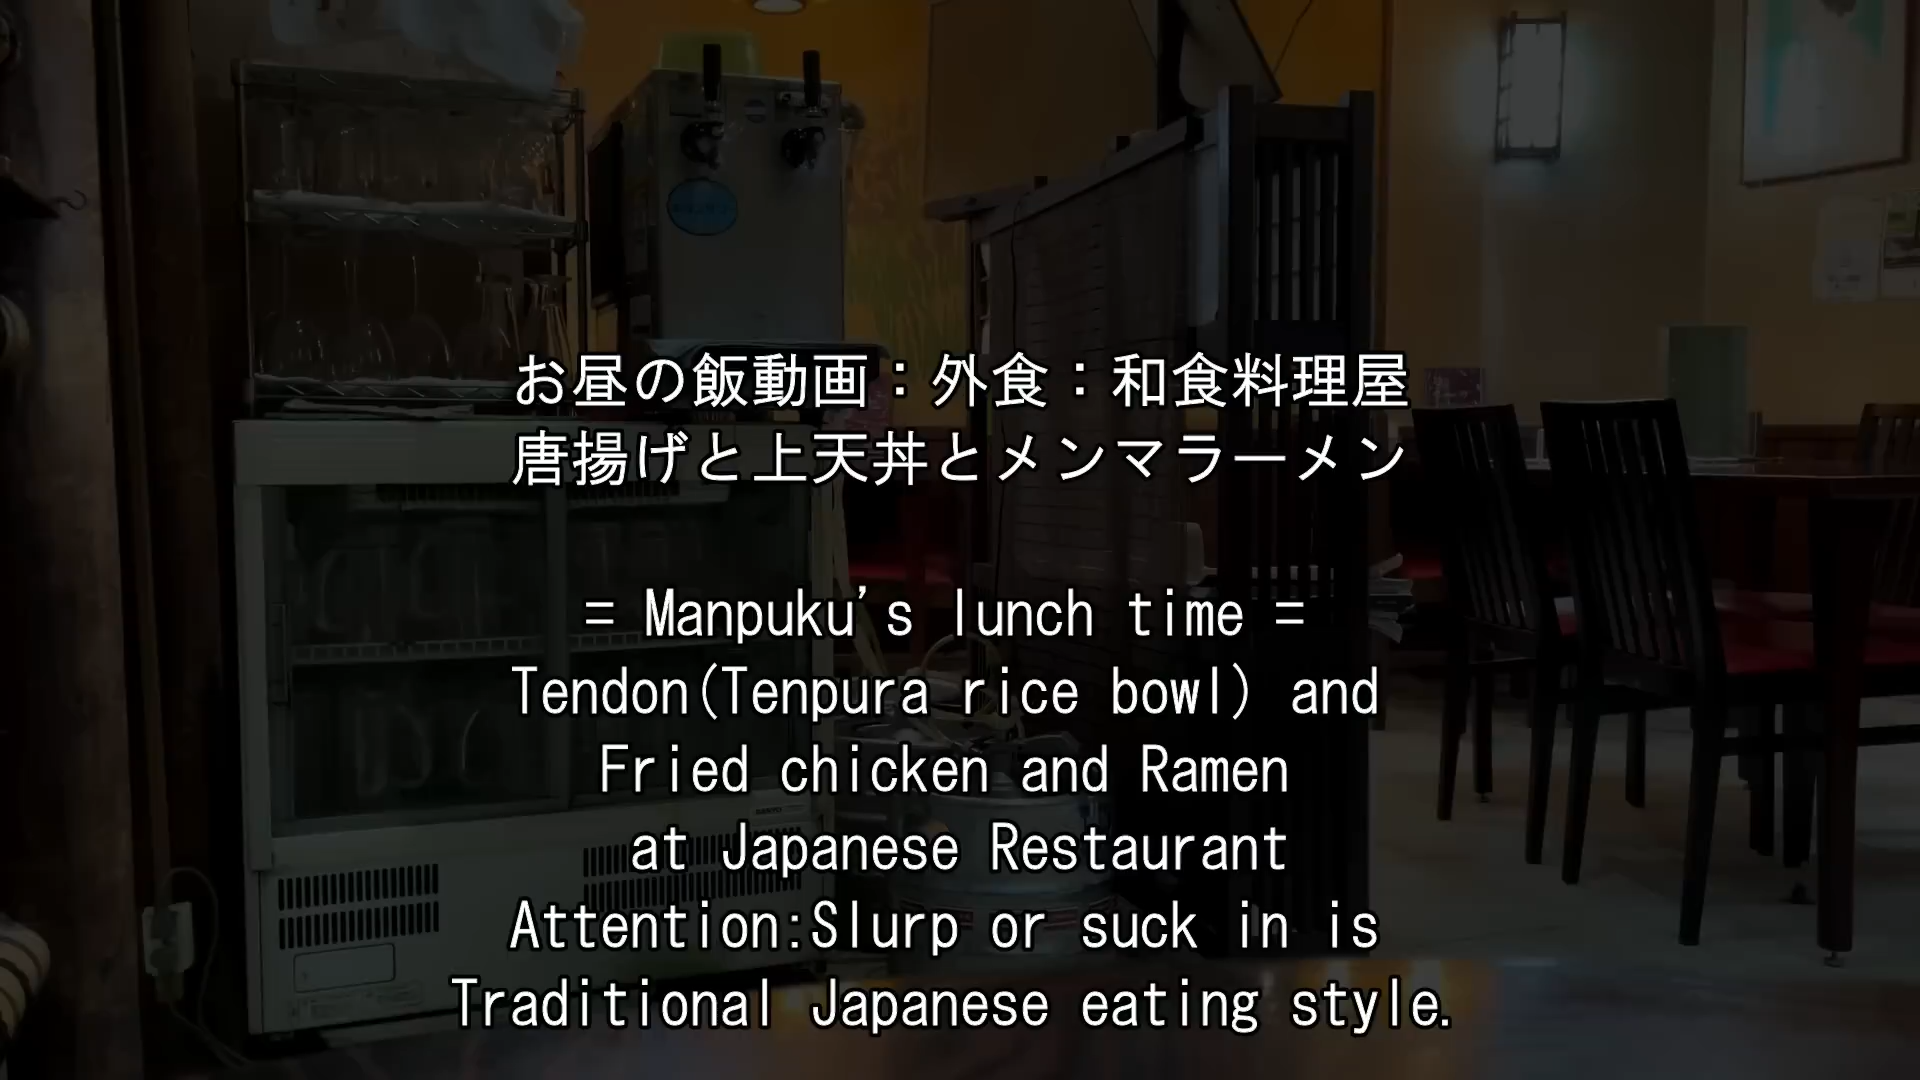 お昼の飯動画：外食：和食料理屋
唐揚げと上天丼とメンマラーメン
= Manpuku's lunch time =
Tendon(Tenpura rice bowl) and
Fried chicken and Ramen
at Japanese Restaurant
Attention:Slurp or suck in is
Traditional Japanese eating style.
SANYO